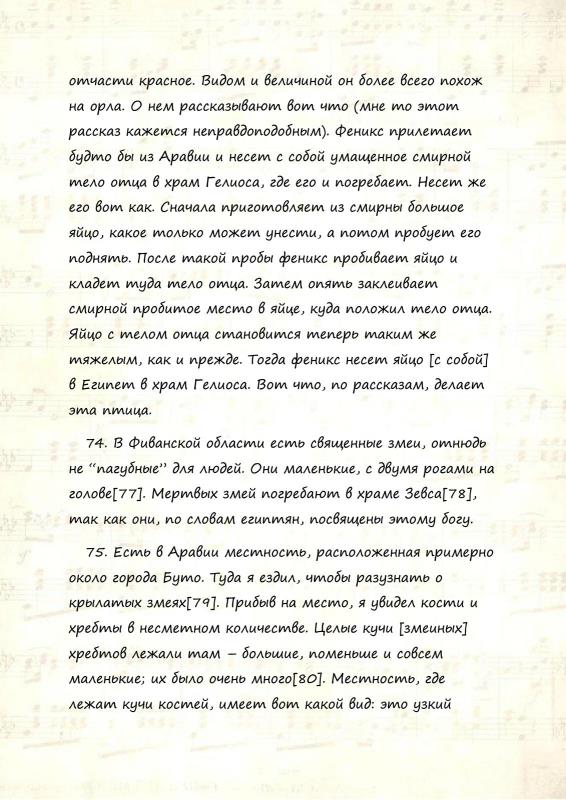 отчасти красное. Видом и величиной он более всего похож
на орла. О нем рассказывают вот что (мне то этот
рассказ кажется неправдоподобным). Феникс прилетает
будто бы из Аравии и несет с собой умащенное смирной
тело отца в храм Гелиоса, где его и погребает. Несет же
его вот как. Сначала приготовляет из смирны большое
яйцо, какое только может унести, а потом пробует его
поднять. После такой пробы феникс пробивает яйцо и
кладет туда тело отца. Затем опять заклеивает
смирной пробитое место в яйце, куда положил тело отца.
Яйцо с телом отца становится теперь таким же
тяжелым, как и прежде. Тогда феникс несет яйцо [с собой]
в Египет в храм Гелиоса. Вот что, по рассказам, делает
эта птица.
74. В Фиванской области есть священные змеи, отнюдь
не “пагубные” для людей. Они маленькие, с двумя рогами на
голове[77]. Мертвых змей погребают в храме Зевса[78],
так как они, по словам египтян, посвящены этому богу.
75. Есть в Аравии местность, расположенная примерно
около города Буто. Туда я ездил, чтобы разузнать о
крылатых змеях[79]. Прибыв на место, я увидел кости и
хребты в несметном количестве. Целые кучи [змеиных]
хребтов лежали там – большие, поменьше и совсем
маленькие; их было очень много[80]. Местность, где
лежат кучи костей, имеет вот какой вид: это узкий